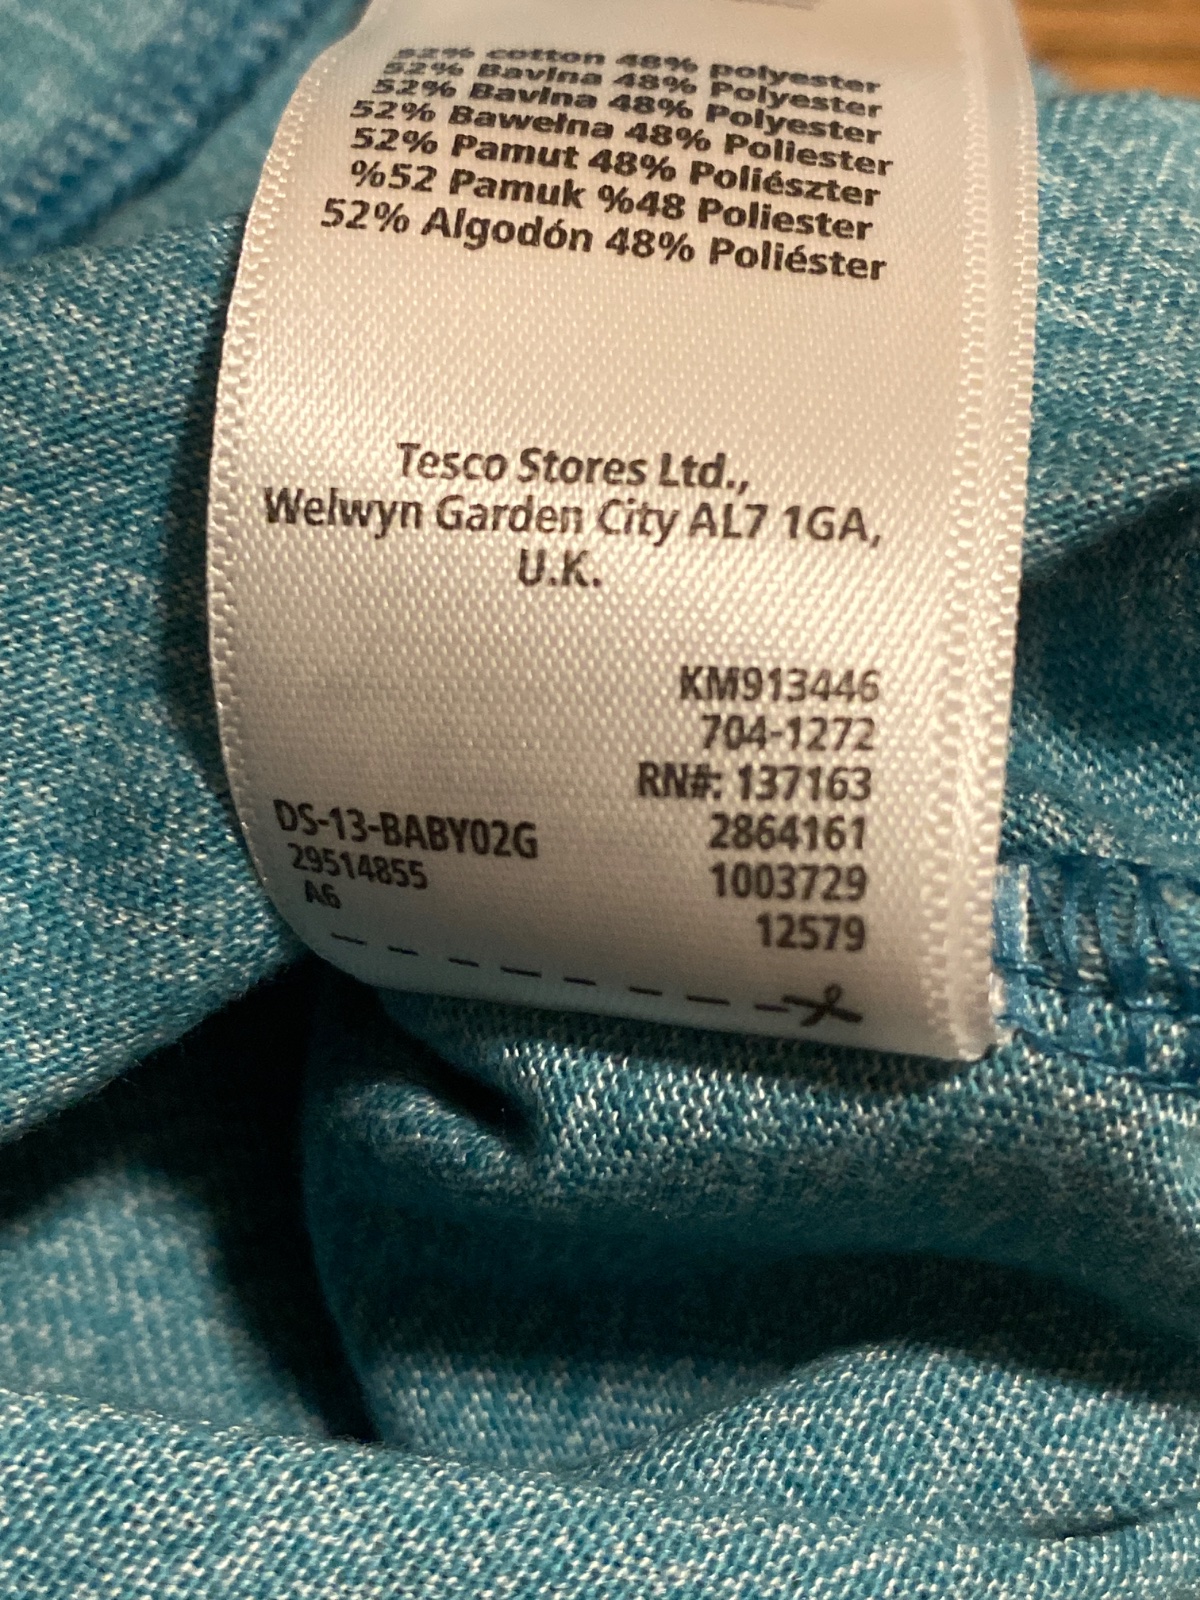 52% cotton 48% polyester
52% Bavlna 48% Polyester
52% Bavlna 48% Polyester
52% Bawełna 48% Poliester
52% Pamut 48% Poliészter
%52 Pamuk %48 Poliester
52% Algodón 48% Poliéster
Tesco Stores Ltd.,
Welwyn Garden City AL7 1GA,
U.K.
KM913446
704-1272
RN#: 137163
2864161
1003729
12579
DS-13-BABY02G
29514855
A6